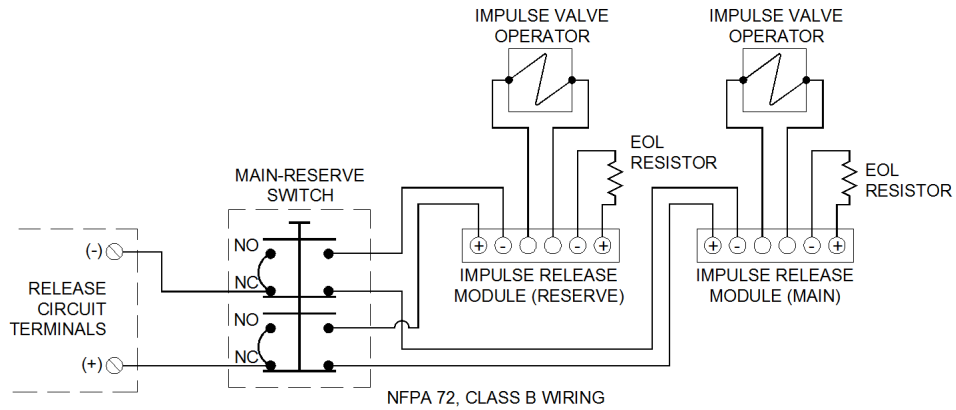 IMPULSE VALVE
OPERATOR
IMPULSE VALVE
OPERATOR
EOL
RESISTOR
EOL
RESISTOR
MAIN-RESERVE
SWITCH
NO
NC
NO
NC
(-)
RELEASE
CIRCUIT
TERMINALS
(+)
+ - - +
IMPULSE RELEASE
MODULE (RESERVE)
+ - - +
IMPULSE RELEASE
MODULE (MAIN)
NFPA 72, CLASS B WIRING